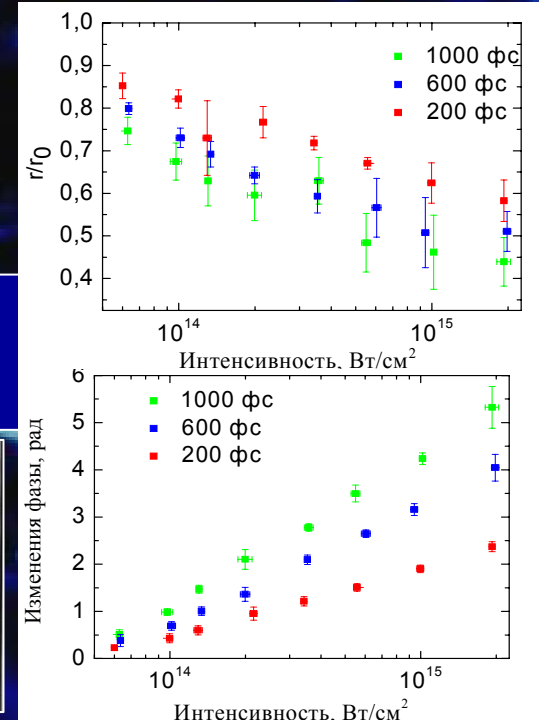 1,0
1000 фс
0,9
600 фс
0,8
200 фс
0,7
0,6
0,5
0,4
r/r0
10^14
10^15
Интенсивность, Вт/см^2
6
1000 фс
600 фс
5
200 фс
4
3
2
1
0
Изменения фазы, рад
10^14
10^15
Интенсивность, Вт/см^2